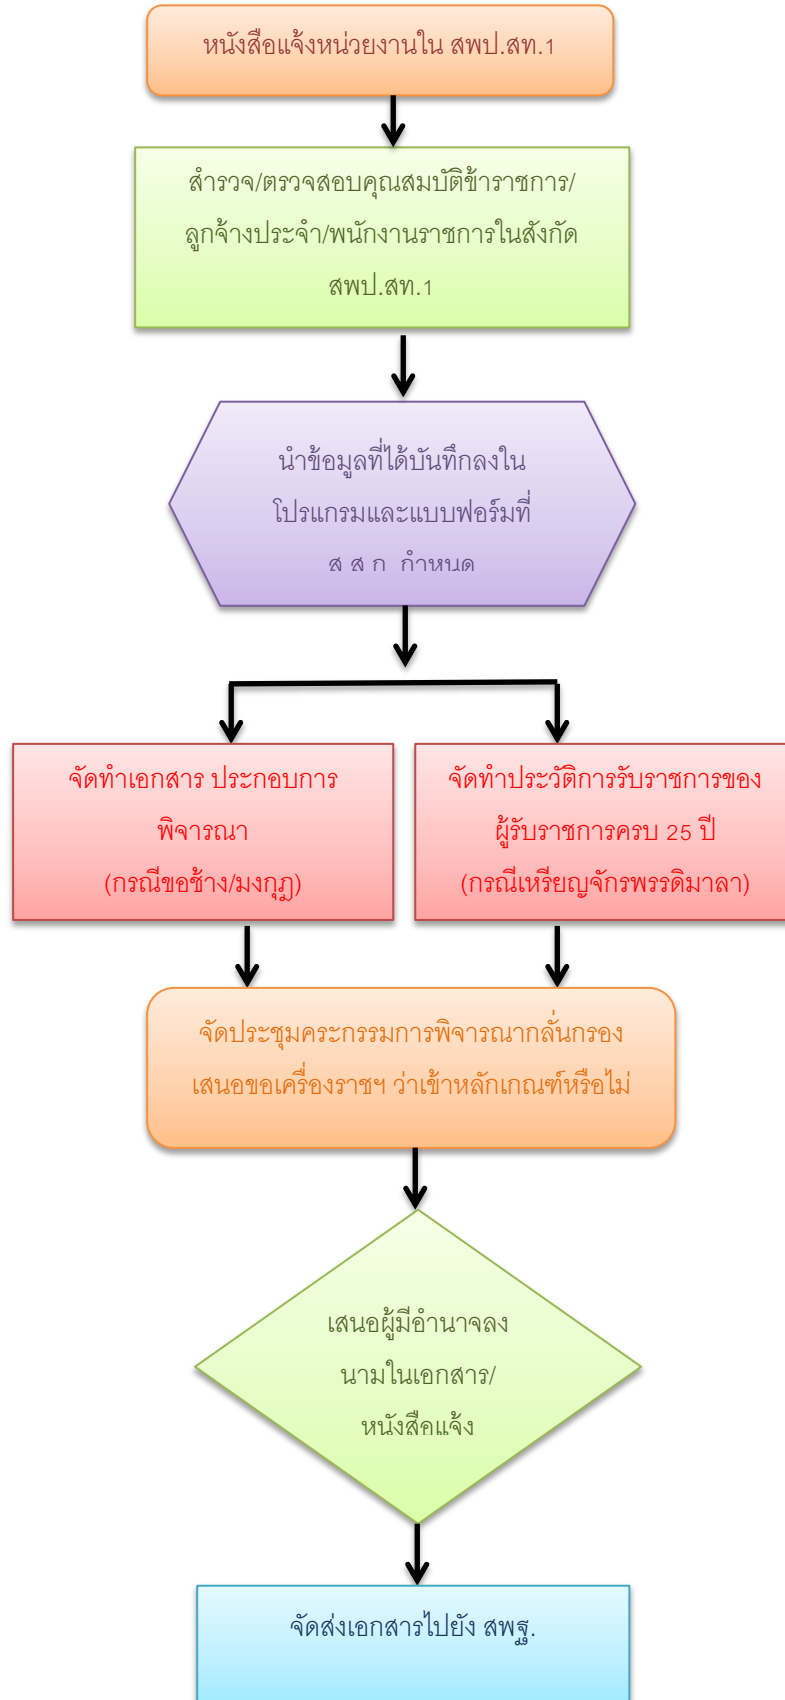 หนังสือแจ้งหน่วยงานใน สพป.สท.1
สำรวจ/ตรวจสอบคุณสมบัติข้าราชการ/
ลูกจ้างประจำ/พนักงานราชการในสังกัด
สพป.สท.1
นำข้อมูลที่ได้บันทึกลงใน
โปรแกรมและแบบฟอร์มที่
ส ส ก กำหนด
จัดทำเอกสาร ประกอบการ
พิจารณา
(กรณีขอช้าง/มงกุฎ)
จัดทำประวัติการรับราชการของ
ผู้รับราชการครบ 25 ปี
(กรณีเหรียญจักรพรรดิมาลา)
จัดประชุมคระกรรมการพิจารณากลั่นกรอง
เสนอขอเครื่องราชฯ ว่าเข้าหลักเกณฑ์หรือไม่
เสนอผู้มีอำนาจลง
นามในเอกสาร/
หนังสือแจ้ง
จัดส่งเอกสารไปยัง สพฐ.